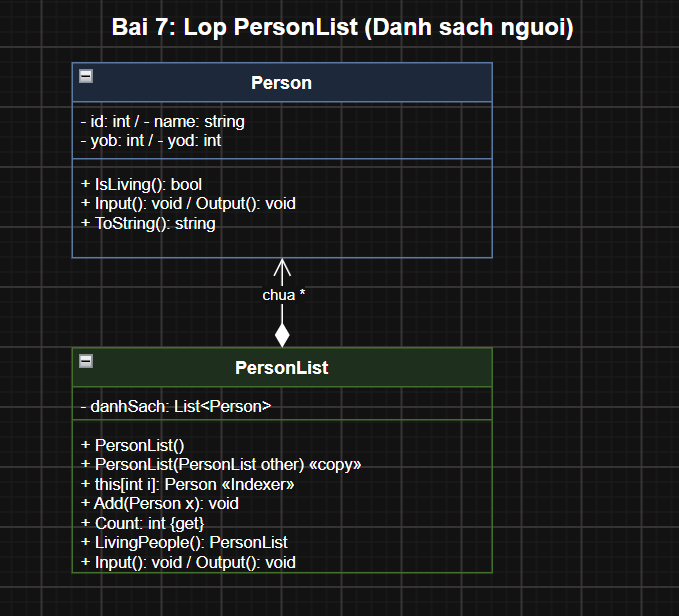 Bai 7: Lop PersonList (Danh sach nguoi)
Person
- id: int / - name: string
- yob: int / - yod: int
+ IsLiving(): bool
+ Input(): void / Output(): void
+ ToString(): string
chua *
PersonList
- danhSach: List<Person>
+ PersonList()
+ PersonList(PersonList other) «copy»
+ this[int i]: Person «Indexer»
+ Add(Person x): void
+ Count: int {get}
+ LivingPeople(): PersonList
+ Input(): void / Output(): void